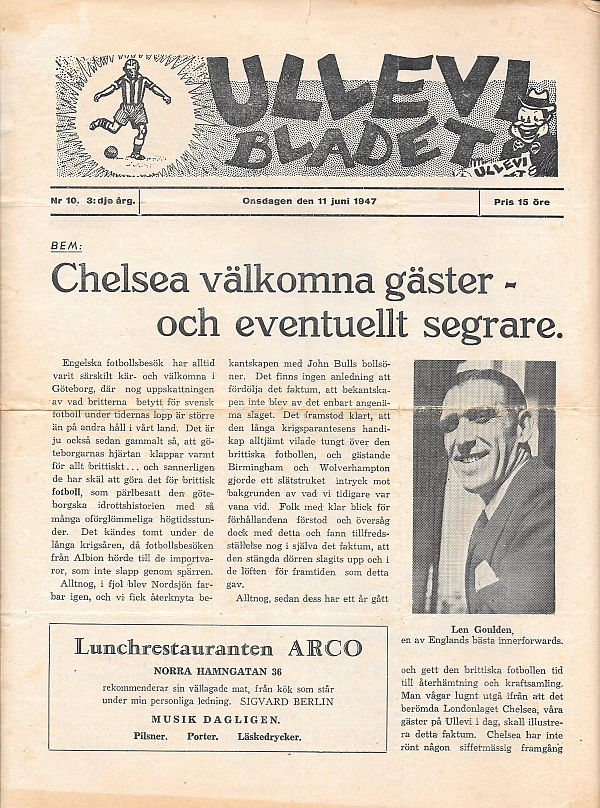 ULLEVI
BLADET
ULLEVI
Nr 10. 3:dje årg.
Onsdagen den 11 juni 1947
Pris 15 öre
BEM:
Chelsea välkomna gäster -
och eventuellt segrare.
Engelska fotbollsbesök har alltid
varit särskilt kär- och välkomna i
Göteborg, där nog uppskattningen
av vad britterna betytt för svensk
fotboll under tidernas lopp är större
än på andra håll i vårt land. Det är
ju också sedan gammalt så, att gö-
teborgarnas hjärtan klappar varmt
för allt brittiskt... och sannerligen
de har skäl att göra det för brittisk
fotboll, som pärlbesatt den göte-
borgska idrottshistorien med så
många oförglömmeliga högtidsstun-
der. Det kändes tomt under de
långa krigsåren, då fotbollsbesöken
från Albion hörde till de importva-
ror, som inte slapp genom spärren.
Alltnog, i fjol blev Nordsjön far-
bar igen, och vi fick återknyta be-
kantskapen med John Bulls bollsö-
ner. Det finns ingen anledning att
fördölja det faktum, att bekantska-
pen inte blev av det enbart angenä-
ma slaget. Det framstod klart, att
den långa krigsparantesens handi-
kap alltjämt vilade tungt över den
brittiska fotbollen, och gästande
Birmingham och Wolverhampton
gjorde ett slätstruket intryck mot
bakgrunden av vad vi tidigare var
vana vid. Folk med klar blick för
förhållandena förstod och översåg
dock med detta och fann tillfreds-
ställelse nog i själva det faktum, att
den stängda dörren slagits upp och i
de löften för framtiden som detta
gav.
Alltnog, sedan dess har ett år gått
Len Goulden,
en av Englands bästa innerforwards.
och gett den brittiska fotbollen tid
till återhämtning och kraftsamling.
Man vågar lugnt utgå ifrån att det
berömda Londonlaget Chelsea, våra
gäster på Ullevi i dag, skall illustre-
ra detta faktum. Chelsea har inte
rönt någon siffermässig framgång
Lunchrestauranten ARCO
NORRA HAMNGATAN 36
rekommenderar sin vällagade mat, från kök som står
under min personliga ledning. SIGVARD BERLIN
MUSIK DAGLIGEN.
Pilsner. Porter. Läskedrycker.